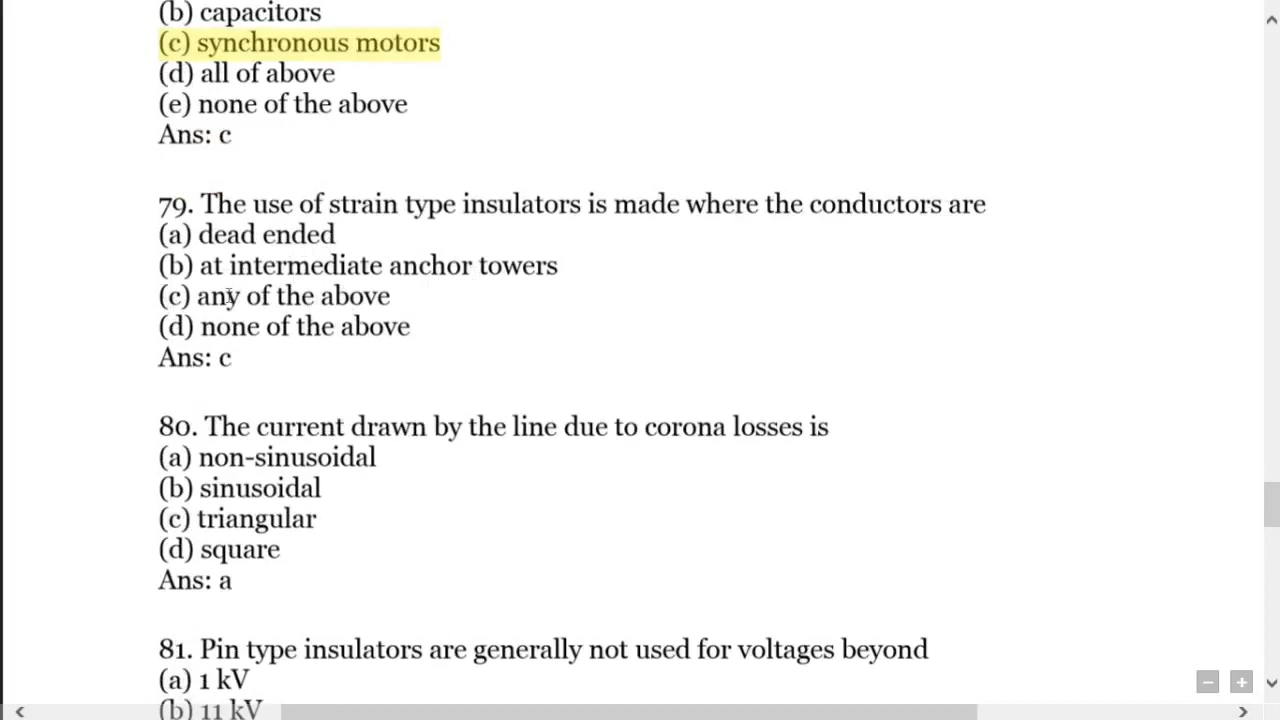 (b) capacitors
(c) synchronous motors
(d) all of above
(e) none of the above
Ans: c
79. The use of strain type insulators is made where the conductors are
(a) dead ended
(b) at intermediate anchor towers
(c) any of the above
(d) none of the above
Ans: c
80. The current drawn by the line due to corona losses is
(a) non-sinusoidal
(b) sinusoidal
(c) triangular
(d) square
Ans: a
81. Pin type insulators are generally not used for voltages beyond
(a) 1 kV
(b) 11 kV